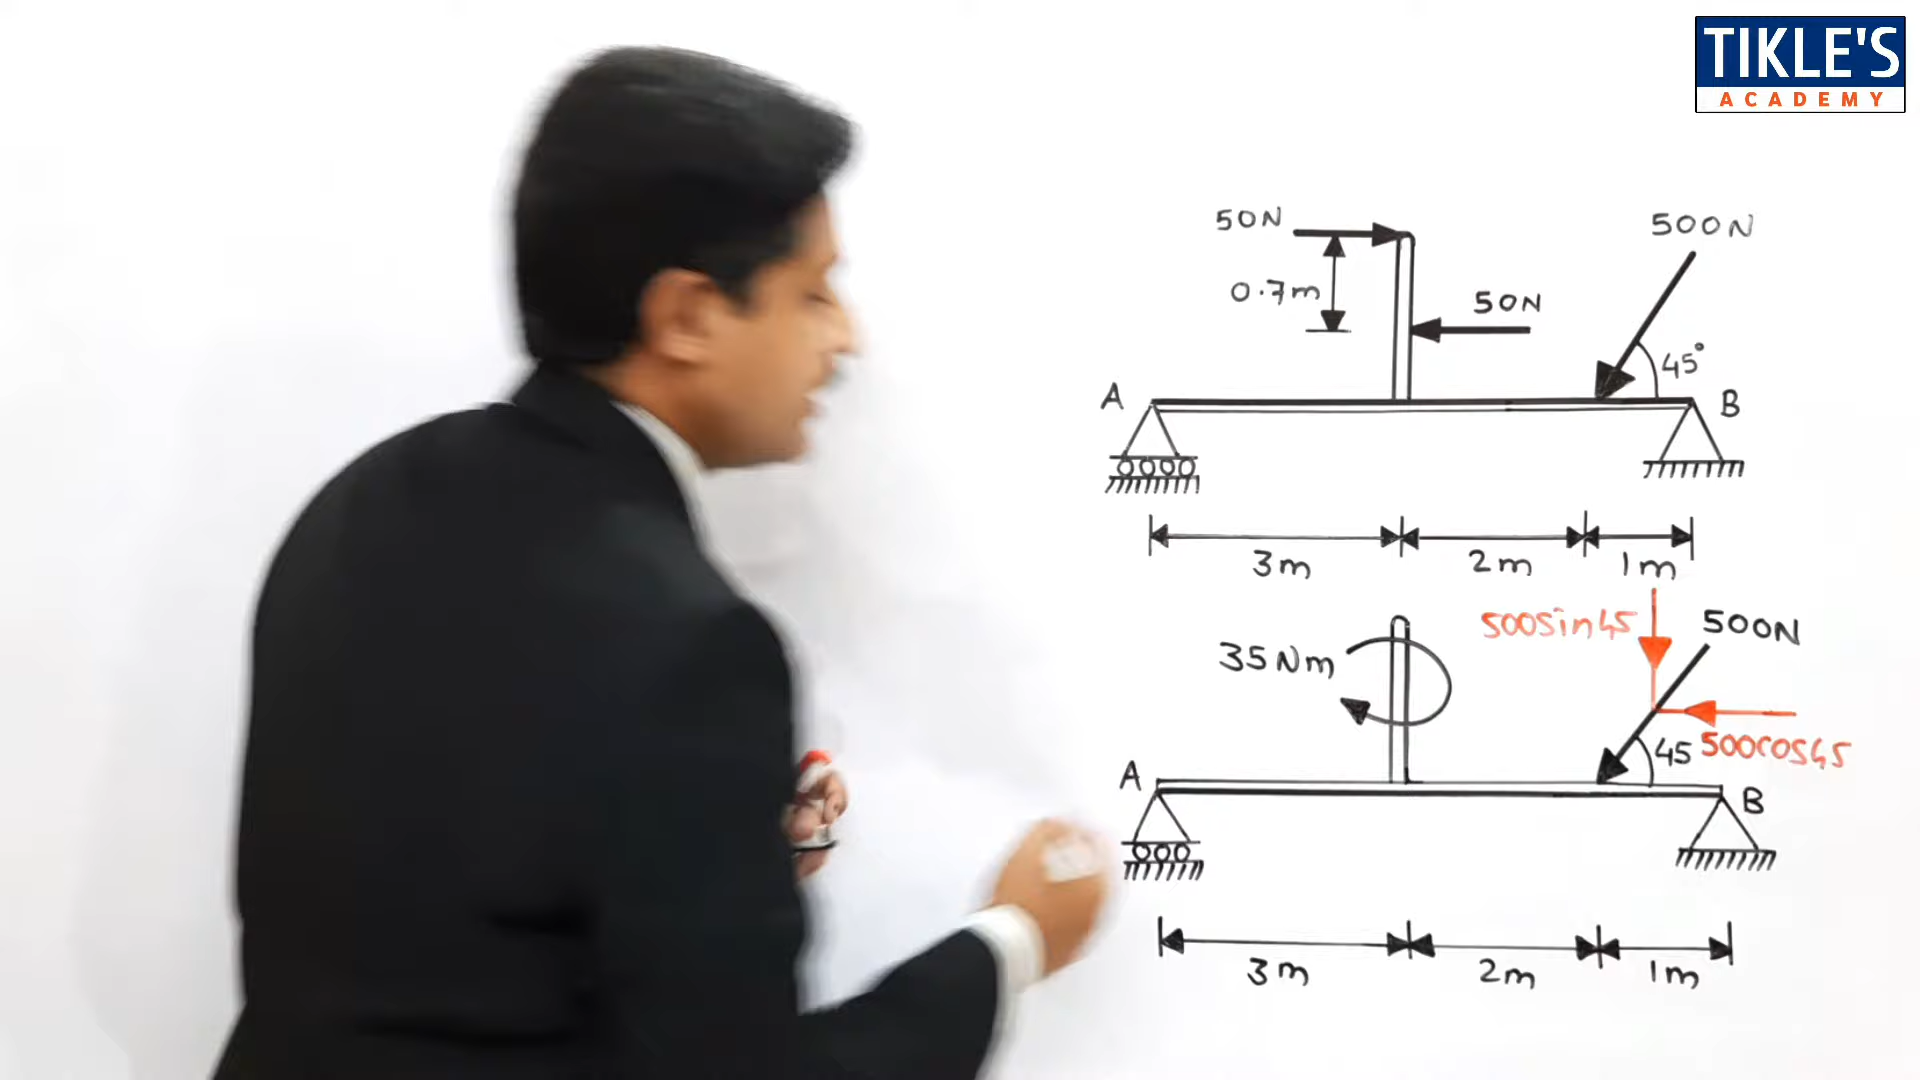 TIKLE'S
ACADEMY
50N
500N
0.7m
50N
45°
A
B
3m
2m
1m
500sin45
500N
35Nm
45
500cos45
A
B
3m
2m
1m